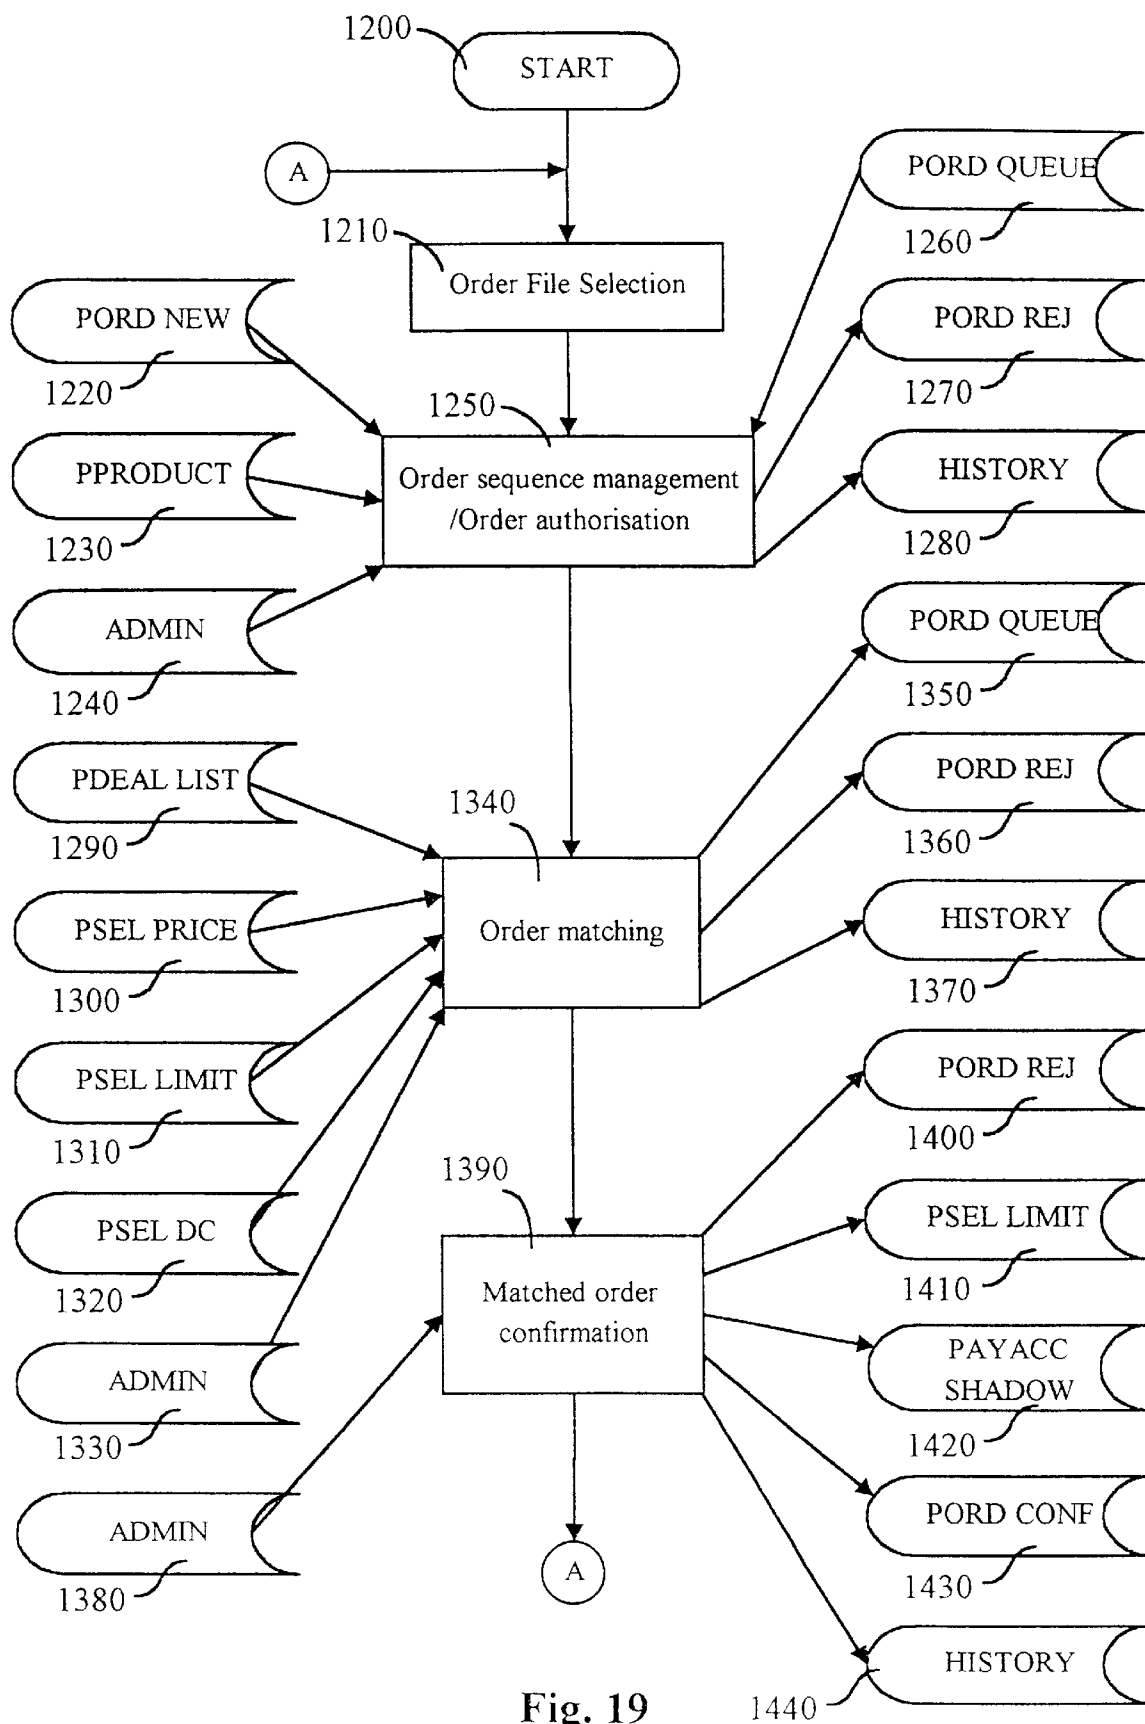 1200
START
A
PORD QUEUE
1260
1210
Order File Selection
PORD NEW
1220
PORD REJ
1270
1250
Order sequence management
/Order authorisation
PPRODUCT
1230
HISTORY
1280
ADMIN
1240
PORD QUEUE
1350
PDEAL LIST
1290
1340
Order matching
PORD REJ
1360
PSEL PRICE
1300
HISTORY
1370
PSEL LIMIT
1310
PORD REJ
1400
1390
Matched order
confirmation
PSEL DC
1320
PSEL LIMIT
1410
ADMIN
1330
PAYACC
SHADOW
1420
ADMIN
1380
PORD CONF
1430
A
HISTORY
1440
Fig. 19